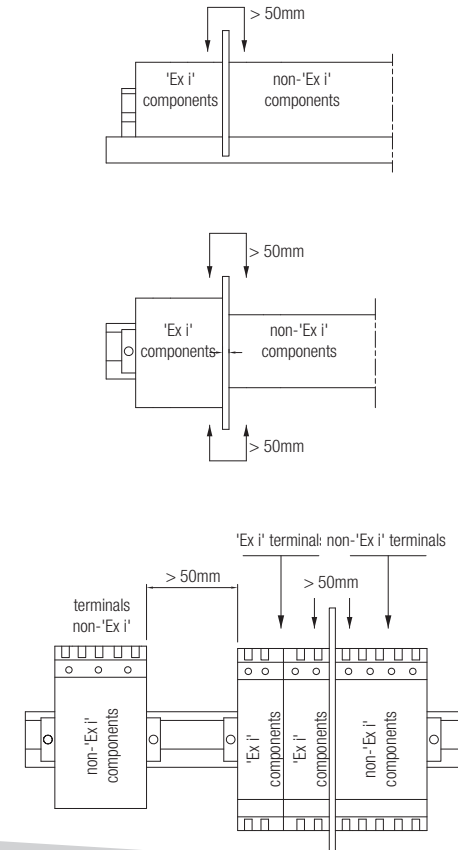 > 50mm
'Ex i'
components
non-'Ex i'
components
> 50mm
'Ex i'
components
non-'Ex i'
components
> 50mm
'Ex i' terminals non-'Ex i' terminals
> 50mm
> 50mm
terminals
non-'Ex i'
non-'Ex i'
components
'Ex i'
components
'Ex i'
components
non-'Ex i'
components